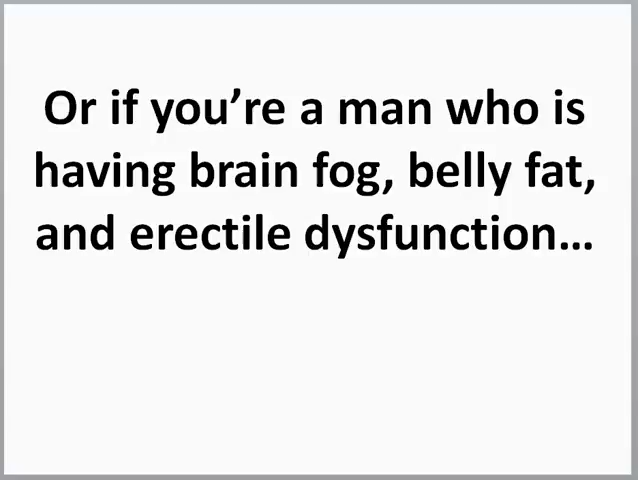 Or if you’re a man who is
having brain fog, belly fat,
and erectile dysfunction…